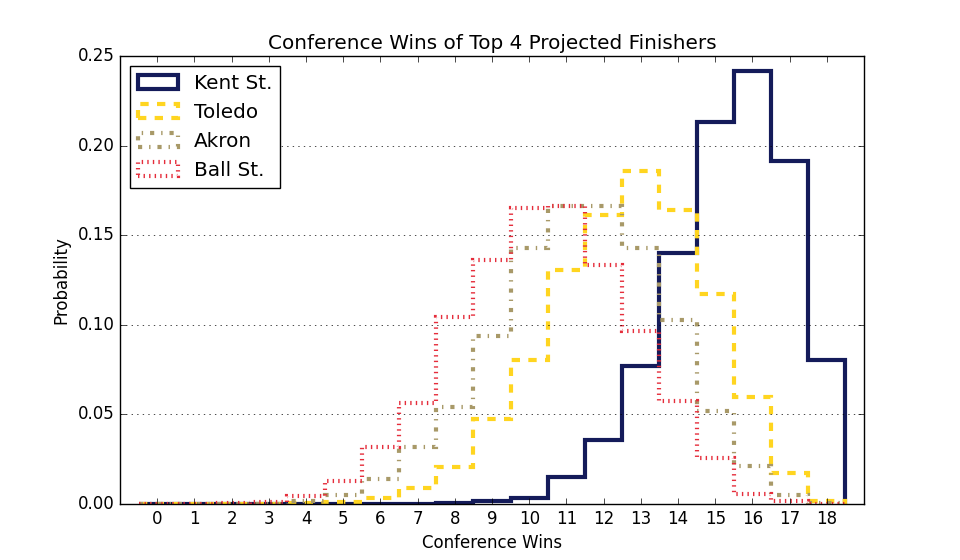 Conference Wins of Top 4 Projected Finishers
0.25
0.20
0.15
0.10
0.05
0.00
Probability
Kent St.
Toledo
Akron
Ball St.
0 1 2 3 4 5 6 7 8 9 10 11 12 13 14 15 16 17 18
Conference Wins